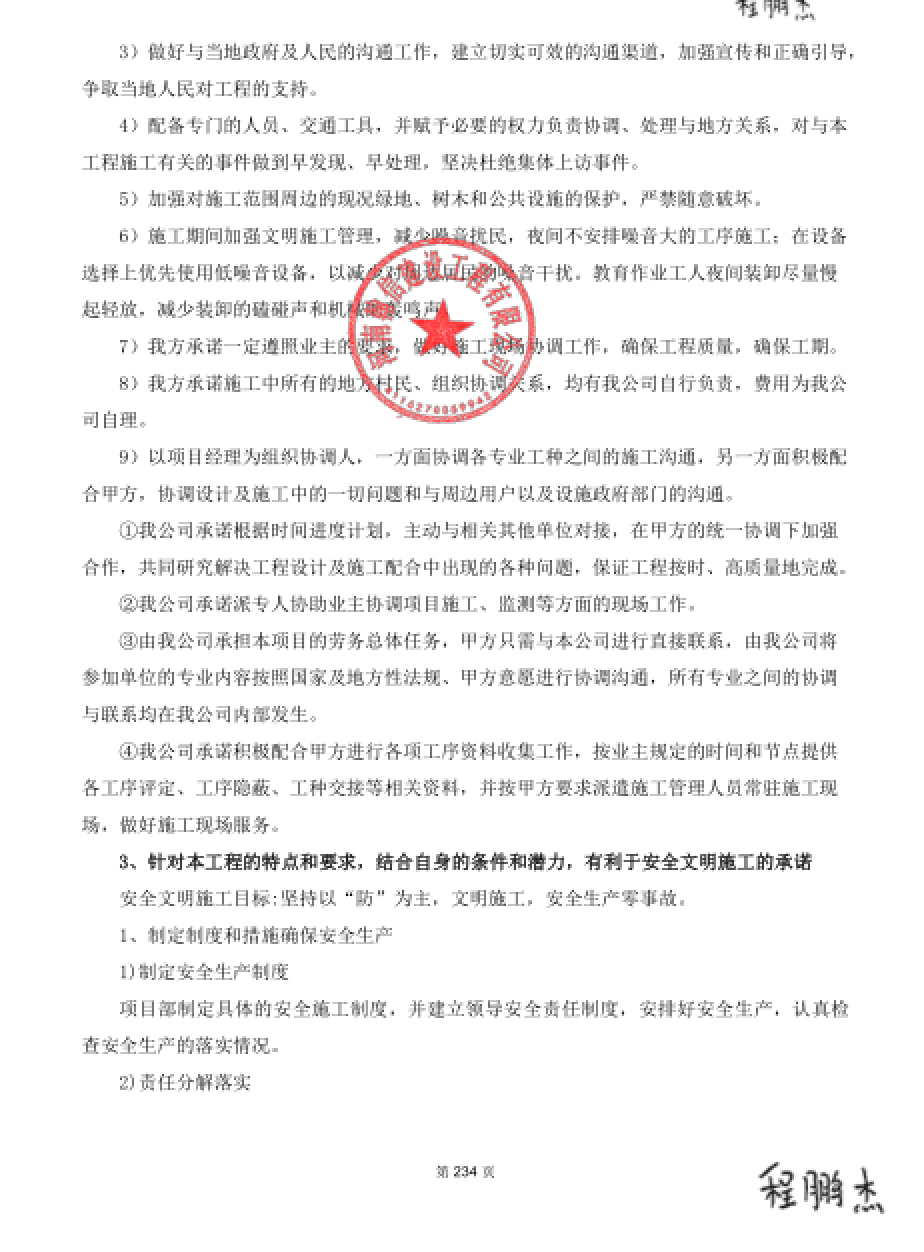 程鹏杰
3）做好与当地政府及人民的沟通工作，建立切实可效的沟通渠道，加强宣传和正确引导，
争取当地人民对工程的支持。
4）配备专门的人员、交通工具，并赋予必要的权力负责协调、处理与地方关系，对与本
工程施工有关的事件做到早发现、早处理，坚决杜绝集体上访事件。
5）加强对施工范围周边的现况绿地、树木和公共设施的保护，严禁随意破坏。
6）施工期间加强文明施工管理，减少噪音扰民，夜间不安排噪音大的工序施工；在设备
选择上优先使用低噪音设备，以减少对周边居民的噪音干扰。教育作业工人夜间装卸尽量慢
起轻放，减少装卸的磕碰声和机械的轰鸣声
7）我方承诺一定遵照业主的要求，做好施工现场协调工作，确保工程质量，确保工期。
8）我方承诺施工中所有的地方村民、组织协调关系，均有我公司自行负责，费用为我公
司自理。
9）以项目经理为组织协调人，一方面协调各专业工种之间的施工沟通，另一方面积极配
合甲方，协调设计及施工中的一切问题和与周边用户以及设施政府部门的沟通。
①我公司承诺根据时间进度计划，主动与相关其他单位对接，在甲方的统一协调下加强
合作，共同研究解决工程设计及施工配合中出现的各种问题，保证工程按时、高质量地完成。
②我公司承诺派专人协助业主协调项目施工、监测等方面的现场工作。
③由我公司承担本项目的劳务总体任务，甲方只需与本公司进行直接联系，由我公司将
参加单位的专业内容按照国家及地方性法规、甲方意愿进行协调沟通，所有专业之间的协调
与联系均在我公司内部发生。
④我公司承诺积极配合甲方进行各项工序资料收集工作，按业主规定的时间和节点提供
各工序评定、工序隐蔽、工种交接等相关资料，并按甲方要求派遣施工管理人员常驻施工现
场，做好施工现场服务。
3、针对本工程的特点和要求，结合自身的条件和潜力，有利于安全文明施工的承诺
安全文明施工目标:坚持以“防”为主，文明施工，安全生产零事故。
1、制定制度和措施确保安全生产
1)制定安全生产制度
项目部制定具体的安全施工制度，并建立领导安全责任制度，安排好安全生产，认真检
查安全生产的落实情况。
2)责任分解落实
信建设工程有限公司
第 234 页
程鹏杰